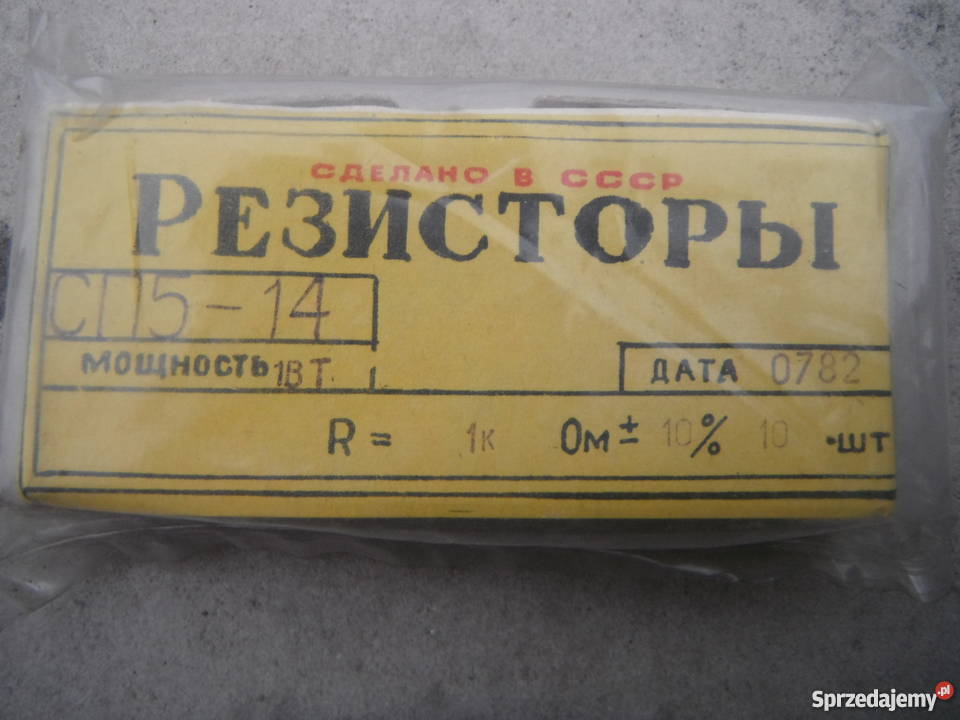 СДЕЛАНО В СССР
РЕЗИСТОРЫ
СП5-14
МОЩНОСТЬ 1ВТ
ДАТА 0782
R = 1к Ом ± 10% 10 ·ШТ
Sprzedajemy.pl